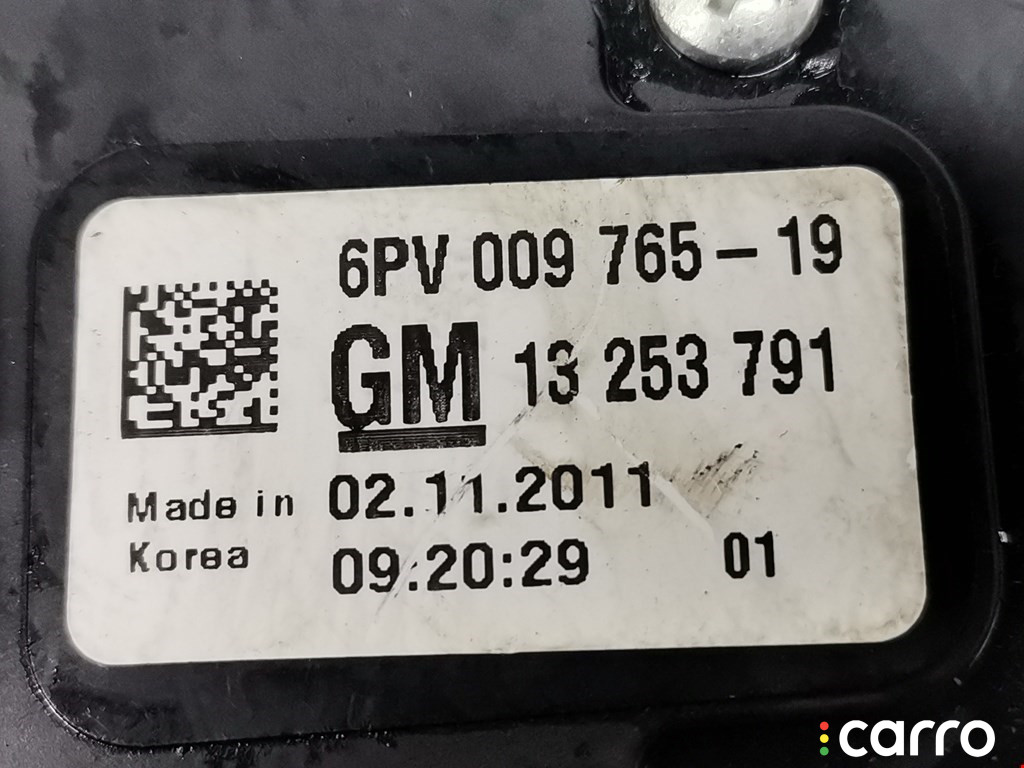 6PV 009 765-19
GM 13 253 791
Made in 02.11.2011
Korea 09:20:29 01
carro